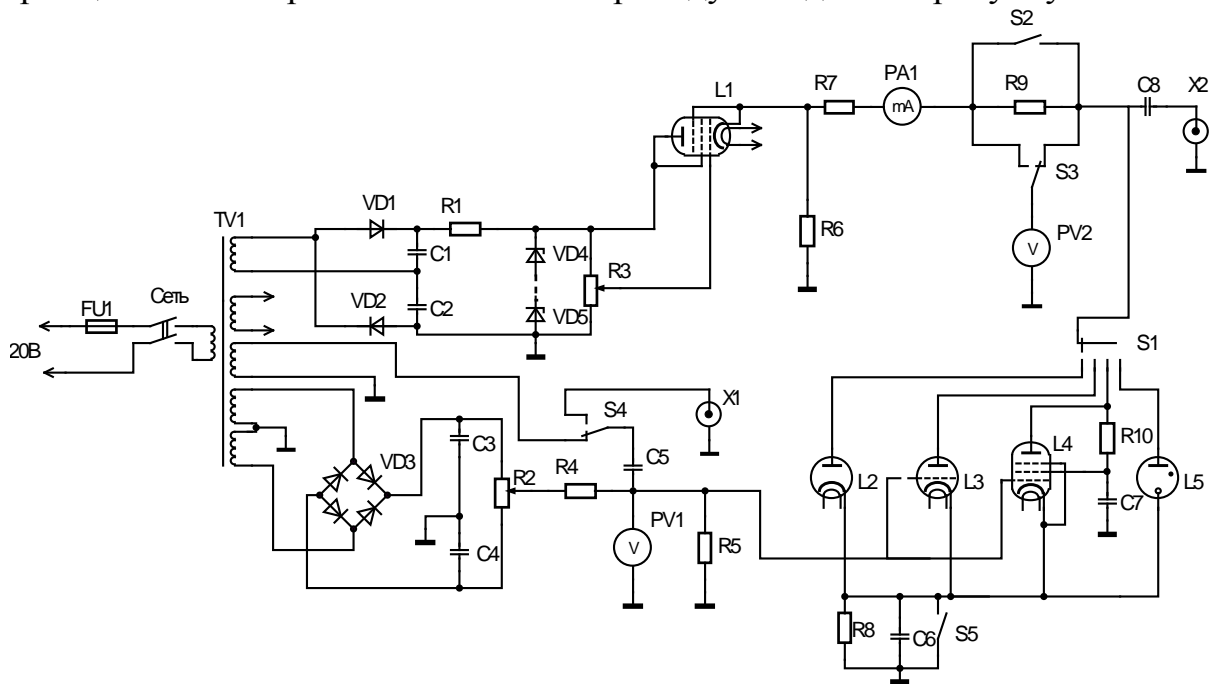 S2
PA1
R7
R9
C8
X2
L1
mA
S3
VD1
R1
TV1
C1
VD4
R3
R6
V
PV2
Сеть
FU1
VD2
C2
VD5
20В
S1
X1
S4
C3
VD3
R2
R4
C5
L4
R10
L2
L3
C7
L5
PV1
V
C4
R5
R8
C6
S5